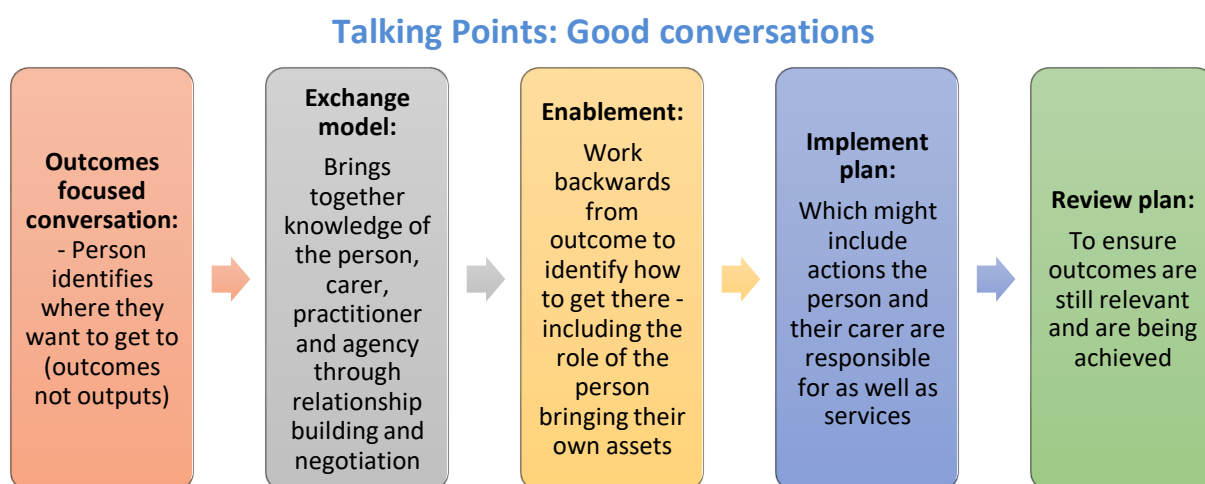 Talking Points: Good conversations
Outcomes
focused
conversation:
- Person
identifies
where they
want to get to
(outcomes
not outputs)
Exchange
model:
Brings
together
knowledge of
the person,
carer,
practitioner
and agency
through
relationship
building and
negotiation
Enablement:
Work
backwards
from
outcome to
identify how
to get there -
including the
role of the
person
bringing their
own assets
Implement
plan:
Which might
include
actions the
person and
their carer are
responsible
for as well as
services
Review plan:
To ensure
outcomes are
still relevant
and are being
achieved